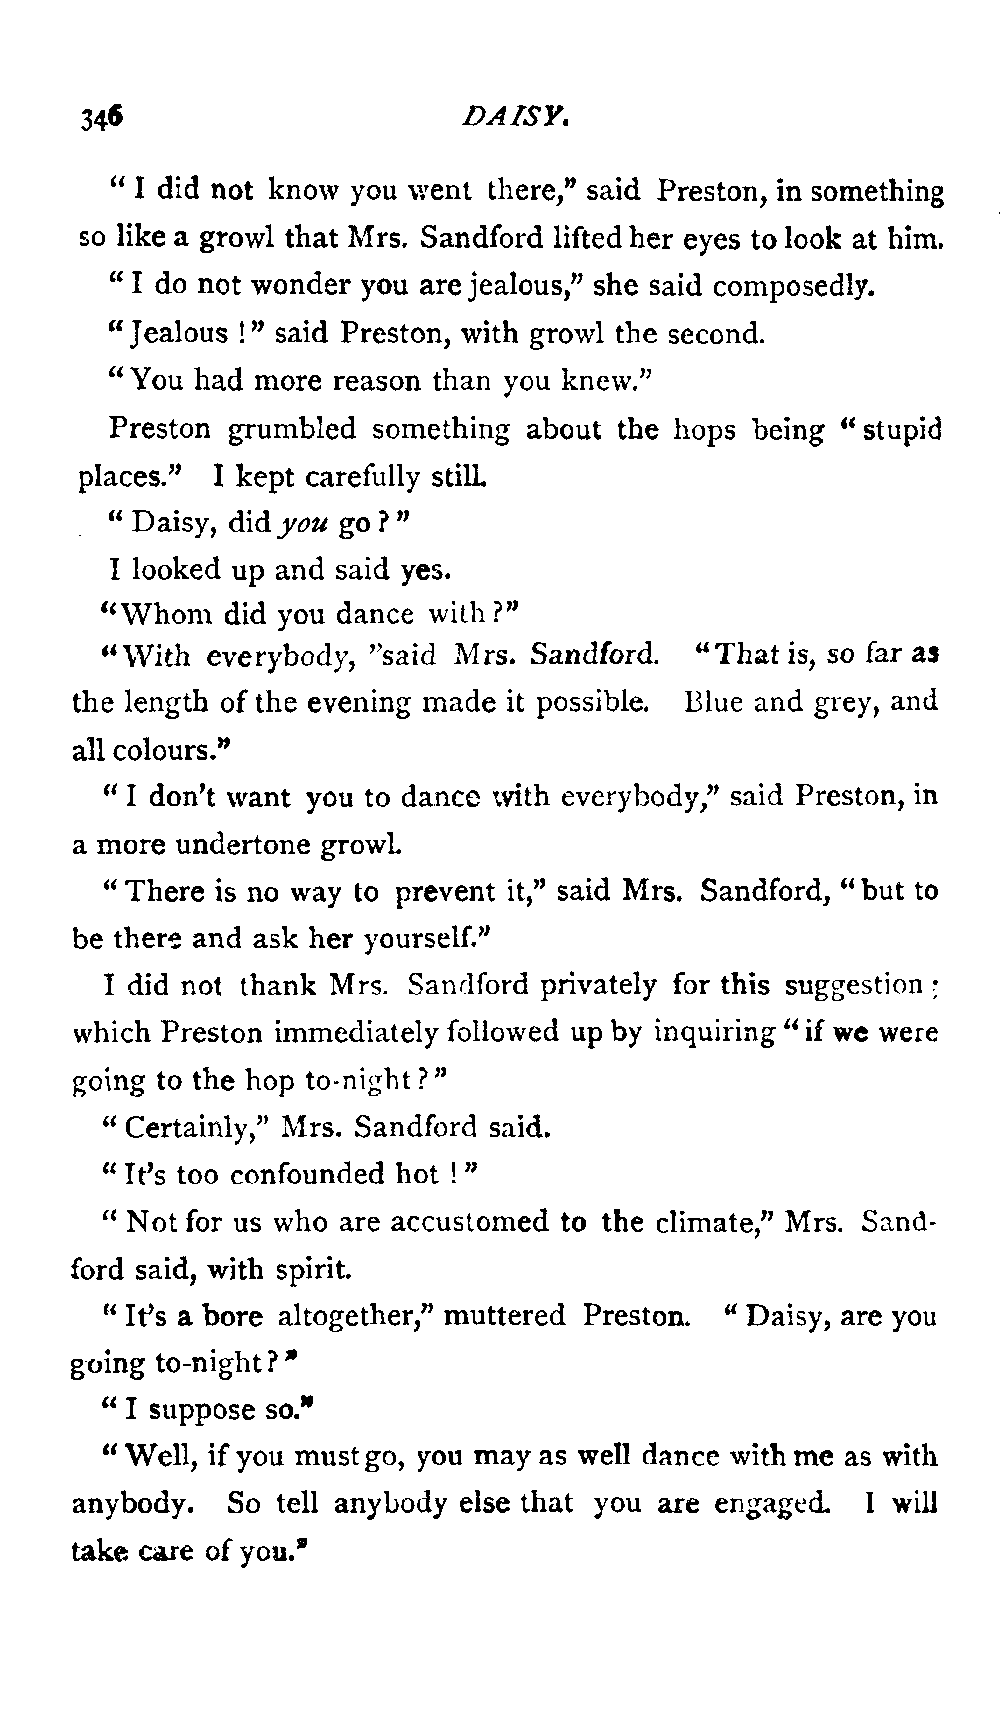 346 DAISY.
“ I did not know you went there,” said Preston, in something
so like a growl that Mrs. Sandford lifted her eyes to look at him.
“ I do not wonder you are jealous,” she said composedly.
“ Jealous ! ” said Preston, with growl the second.
“ You had more reason than you knew.”
Preston grumbled something about the hops being “ stupid
places.” I kept carefully still.
“ Daisy, did you go ? ”
I looked up and said yes.
“Whom did you dance with ?”
“With everybody, ”said Mrs. Sandford. “That is, so far as
the length of the evening made it possible. Blue and grey, and
all colours.”
“ I don’t want you to dance with everybody,” said Preston, in
a more undertone growl.
“ There is no way to prevent it,” said Mrs. Sandford, “ but to
be there and ask her yourself.”
I did not thank Mrs. Sandford privately for this suggestion ;
which Preston immediately followed up by inquiring “ if we were
going to the hop to-night ? ”
“ Certainly,” Mrs. Sandford said.
“ It’s too confounded hot ! ”
“ Not for us who are accustomed to the climate,” Mrs. Sand-
ford said, with spirit.
“ It’s a bore altogether,” muttered Preston. “ Daisy, are you
going to-night ? ”
“ I suppose so.”
“ Well, if you must go, you may as well dance with me as with
anybody. So tell anybody else that you are engaged. I will
take care of you.”